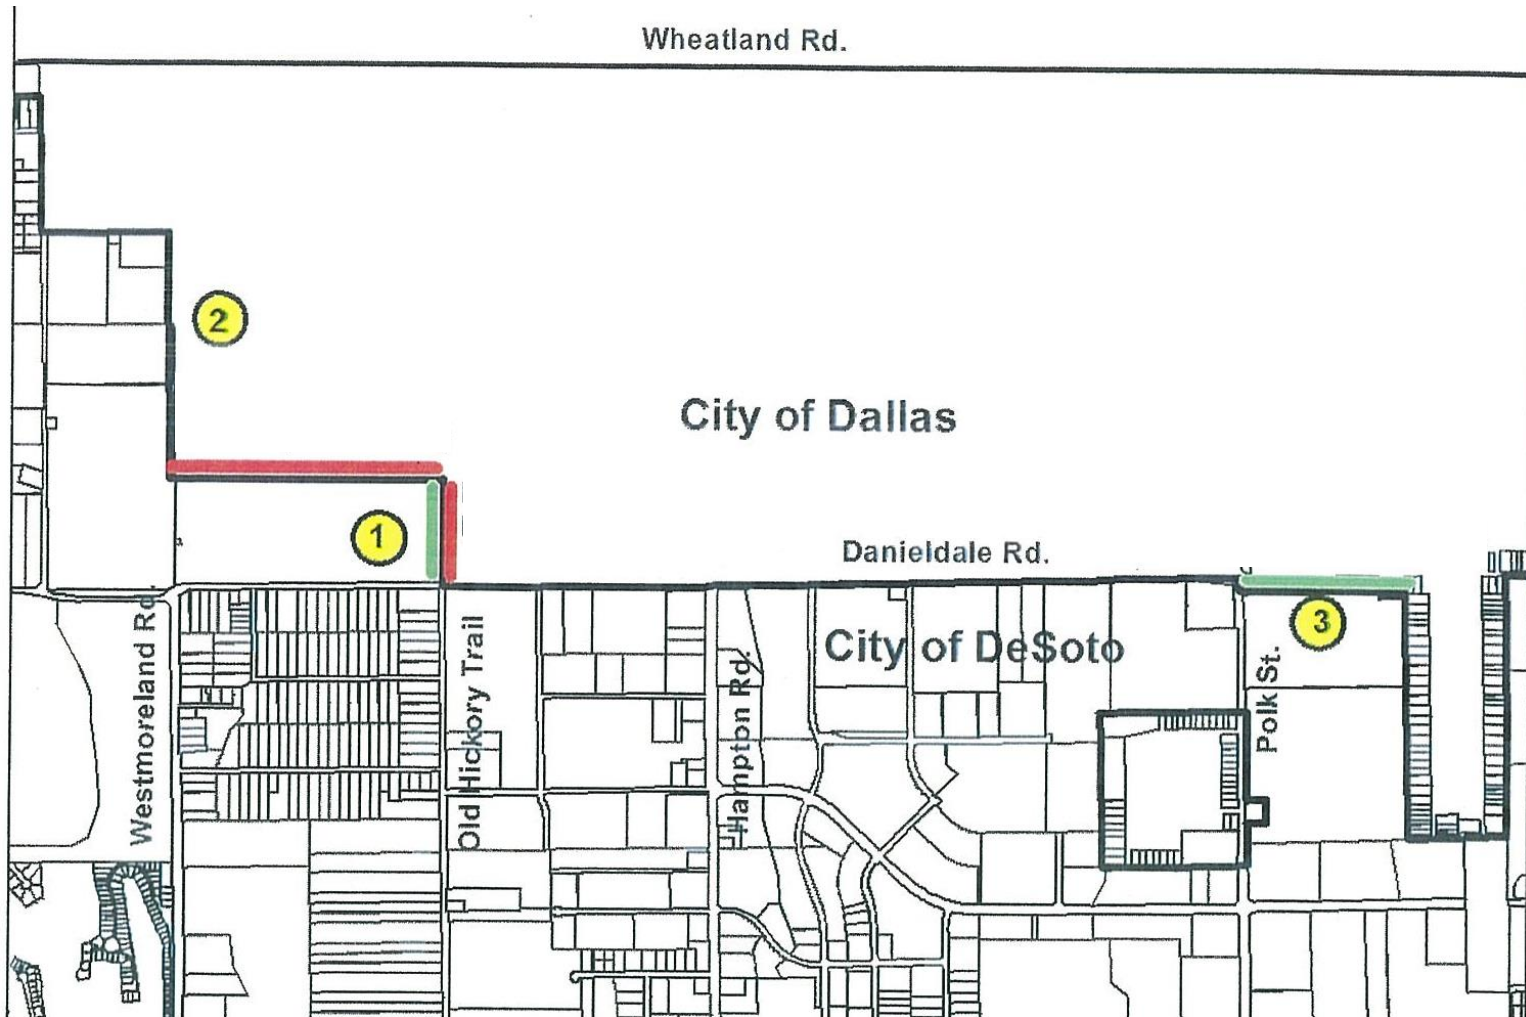 Wheatland Rd.
2
City of Dallas
1
Danieldale Rd.
3
City of DeSoto
Westmoreland Rd.
Old Hickory Trail
Hampton Rd.
Polk St.